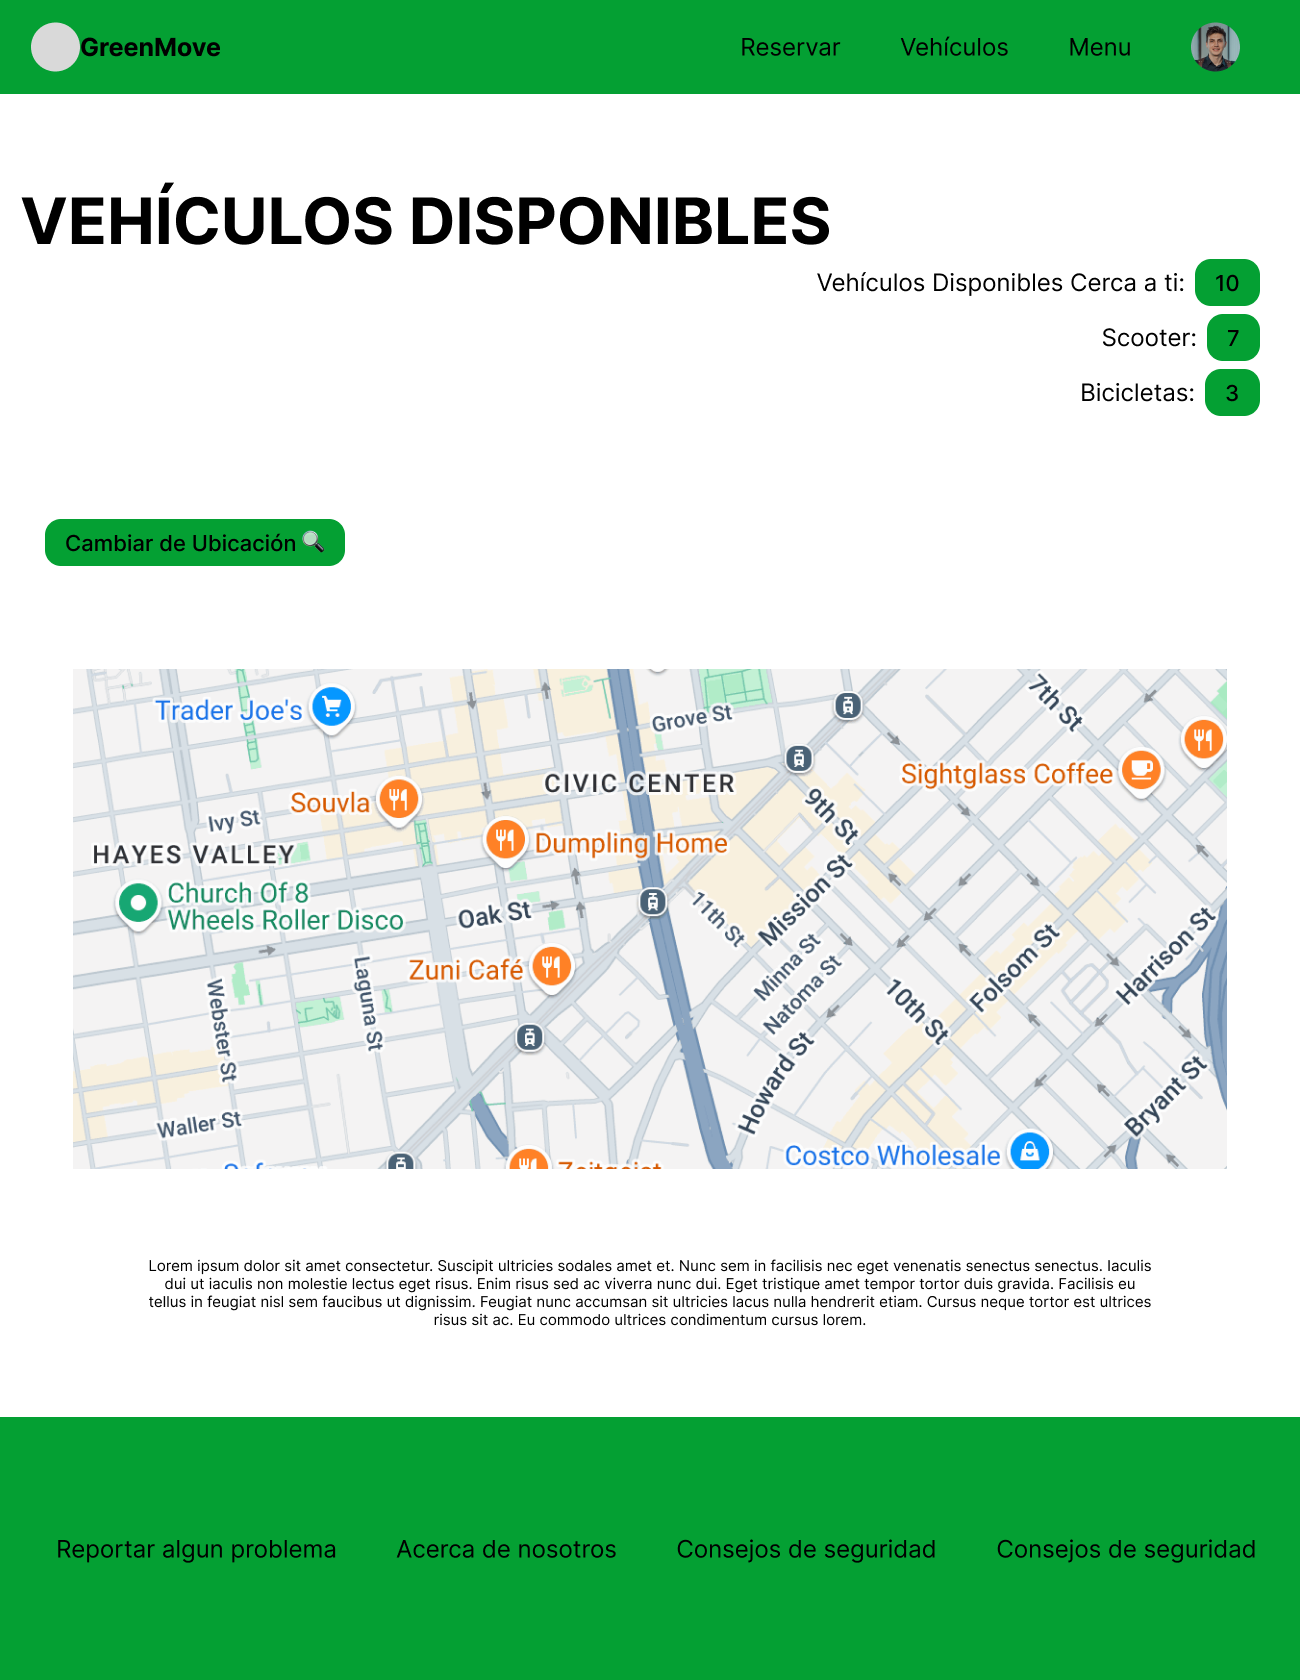 GreenMove
Reservar
Vehículos
Menu
VEHÍCULOS DISPONIBLES
Vehículos Disponibles Cerca a ti: 10
Scooter: 7
Bicicletas: 3
Cambiar de Ubicación
Trader Joe's
Grove St
7th St
Sightglass Coffee
CIVIC CENTER
Souvla
Ivy St
9th St
Dumpling Home
HAYES VALLEY
Church Of 8
Wheels Roller Disco
Oak St
11th St
Mission St
Zuni Café
Minna St
Natoma St
Folsom St
Harrison St
Webster St
Laguna St
10th St
Howard St
Bryant St
Waller St
Costco Wholesale
Zeitgeist
Lorem ipsum dolor sit amet consectetur. Suscipit ultricies sodales amet et. Nunc sem in facilisis nec eget venenatis senectus senectus. Iaculis
dui ut iaculis non molestie lectus eget risus. Enim risus sed ac viverra nunc dui. Eget tristique amet tempor tortor duis gravida. Facilisis eu
tellus in feugiat nisl sem faucibus ut dignissim. Feugiat nunc accumsan sit ultricies lacus nulla hendrerit etiam. Cursus neque tortor est ultrices
risus sit ac. Eu commodo ultrices condimentum cursus lorem.
Reportar algun problema
Acerca de nosotros
Consejos de seguridad
Consejos de seguridad